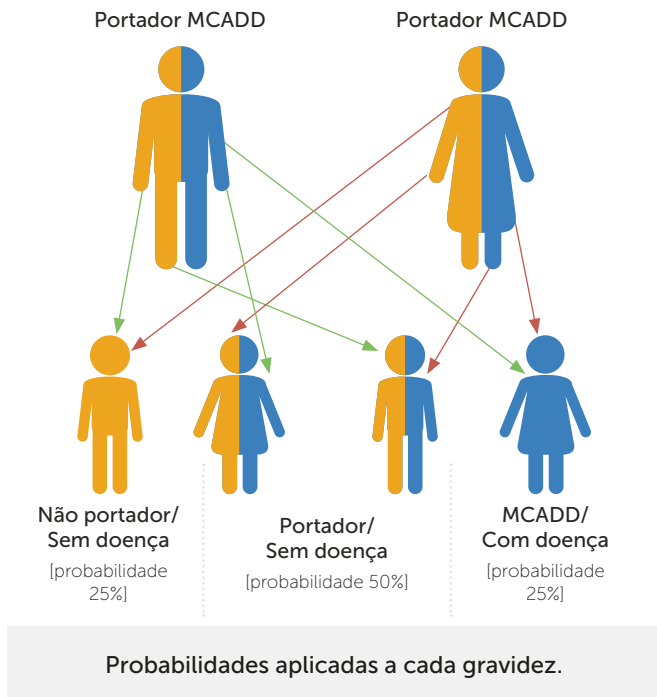 Portador MCADD
Portador MCADD
Não portador/
Sem doença
[probabilidade
25%]
Portador/
Sem doença
[probabilidade 50%]
MCADD/
Com doença
[probabilidade
25%]
Probabilidades aplicadas a cada gravidez.